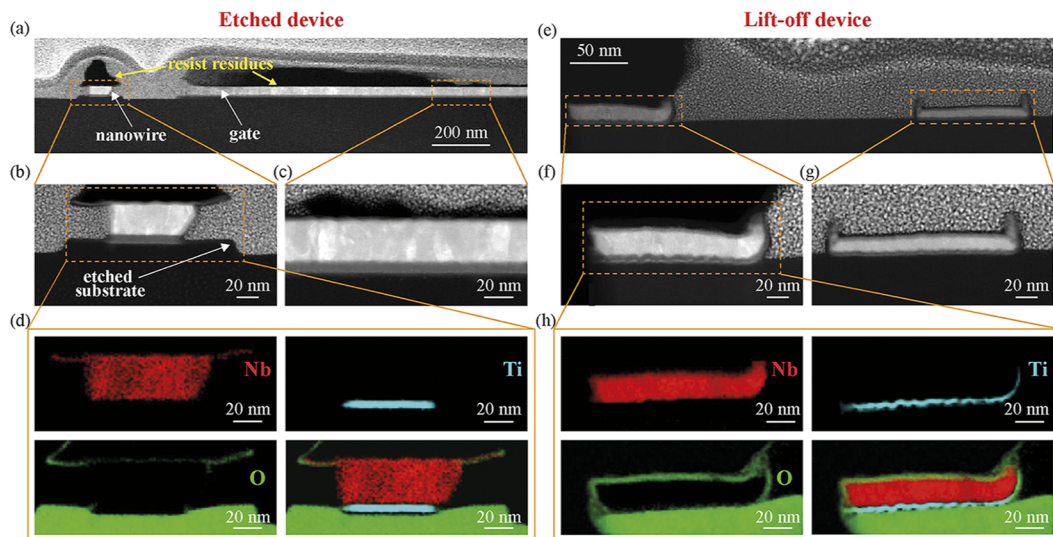 Etched device
Lift-off device
(a)
resist residues
nanowire
gate
200 nm
(e)
50 nm
(b)
etched
substrate
20 nm
(c)
20 nm
(f)
20 nm
(g)
20 nm
(d)
Nb
20 nm
Ti
20 nm
O
20 nm
20 nm
(h)
Nb
20 nm
Ti
20 nm
O
20 nm
20 nm